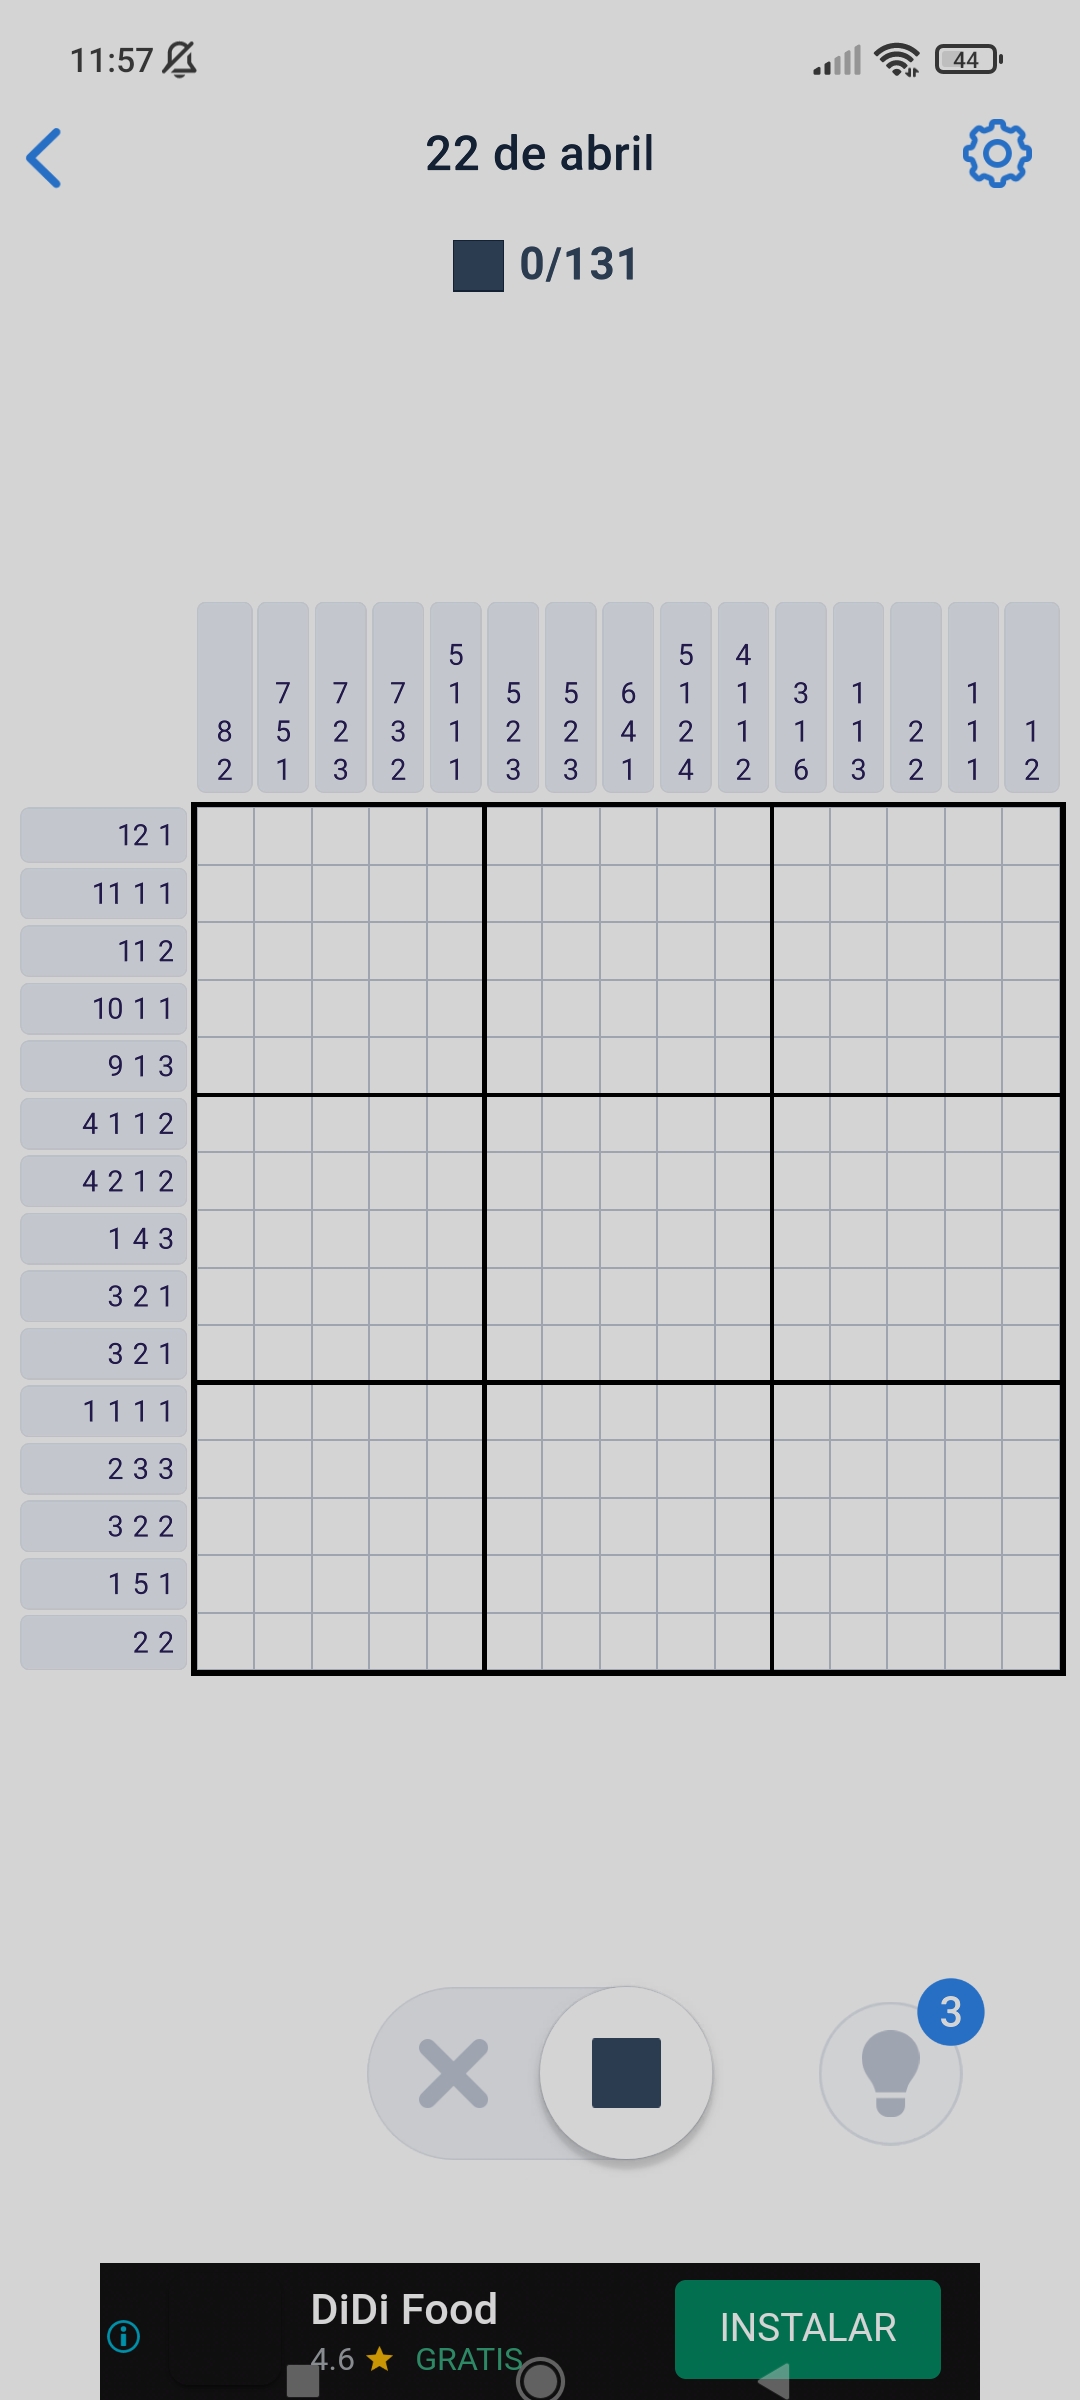 11:57
44
22 de abril
0/131
5 5 4
7 7 7 1 5 5 6 1 1 3 1 1
8 5 2 3 1 2 2 4 2 1 1 1 2 1 1
2 1 3 2 1 3 3 1 4 2 6 3 2 1 2
12 1
11 1 1
11 2
10 1 1
9 1 3
4 1 1 2
4 2 1 2
1 4 3
3 2 1
3 2 1
1 1 1 1
2 3 3
3 2 2
1 5 1
2 2
3
DiDi Food
4.6 GRATIS
INSTALAR